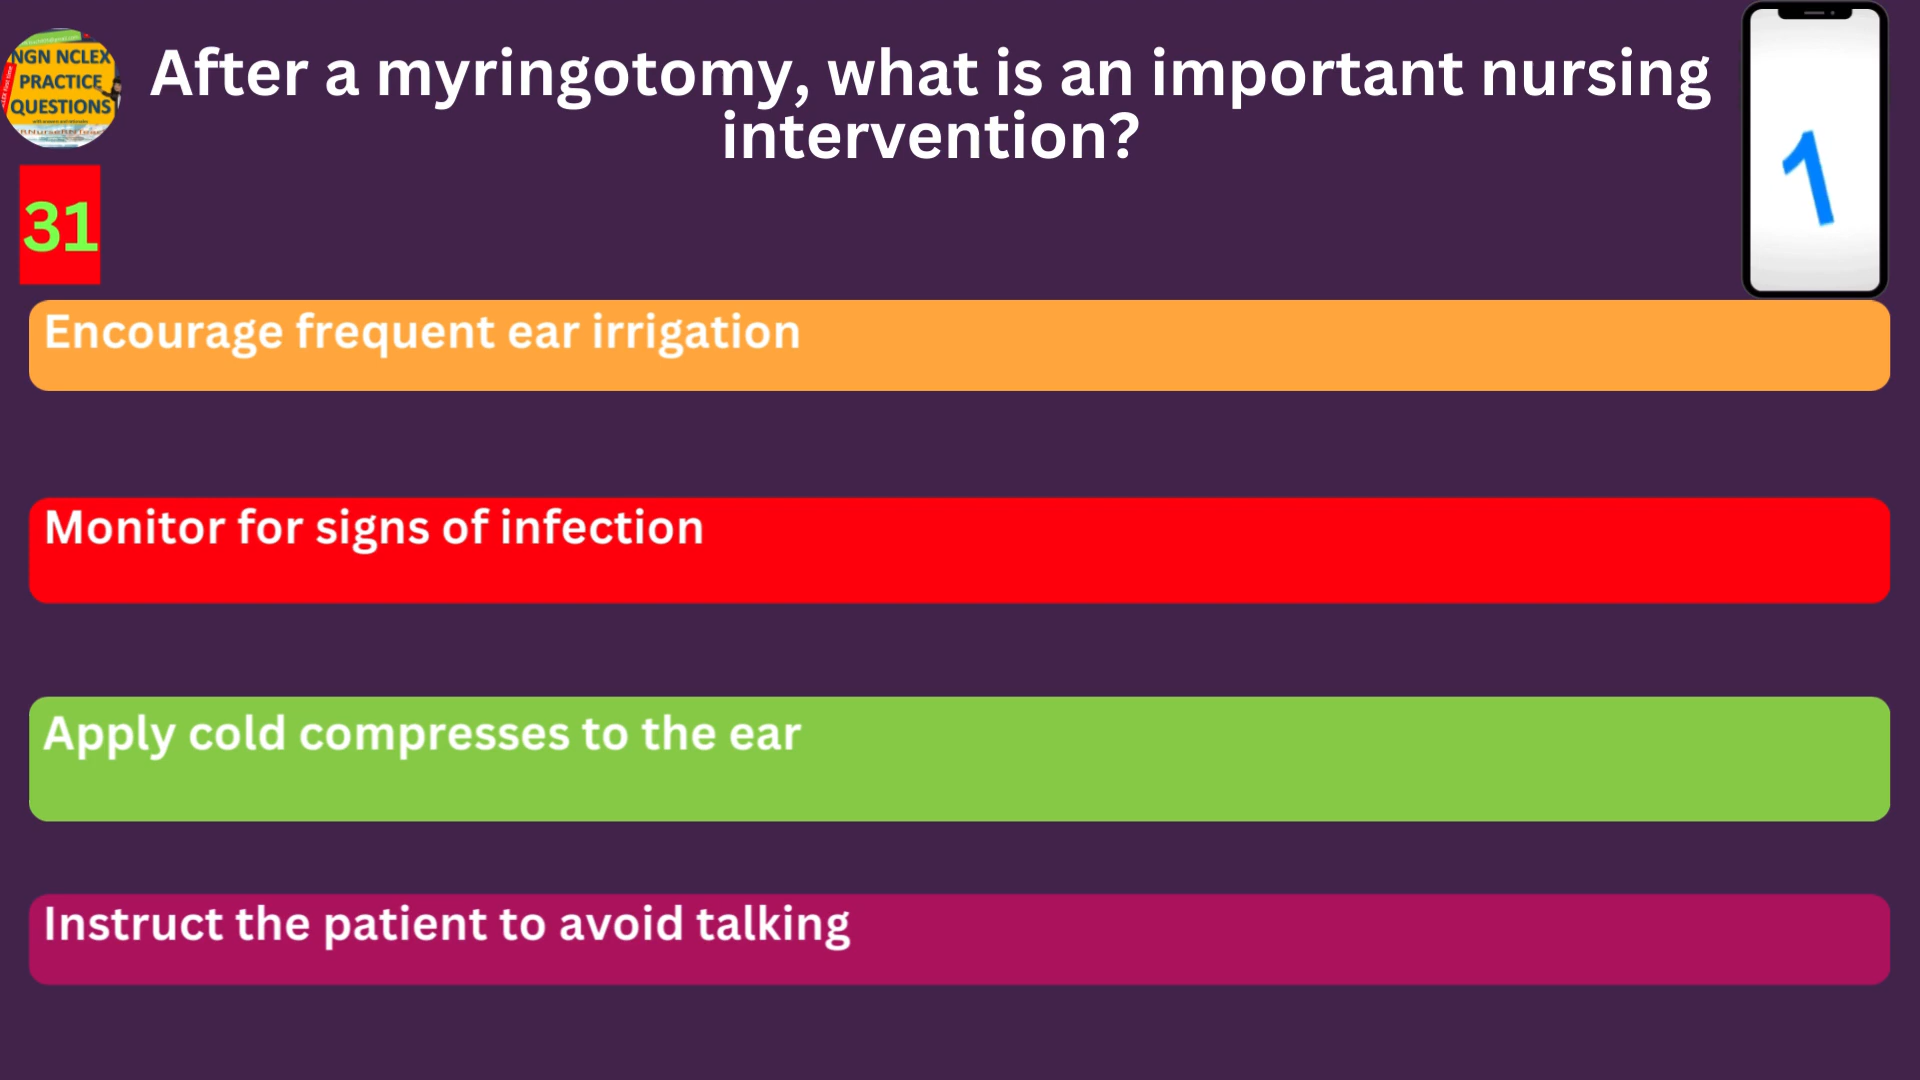 NGN NCLEX
PRACTICE
QUESTIONS
After a myringotomy, what is an important nursing
intervention?
1
31
Encourage frequent ear irrigation
Monitor for signs of infection
Apply cold compresses to the ear
Instruct the patient to avoid talking